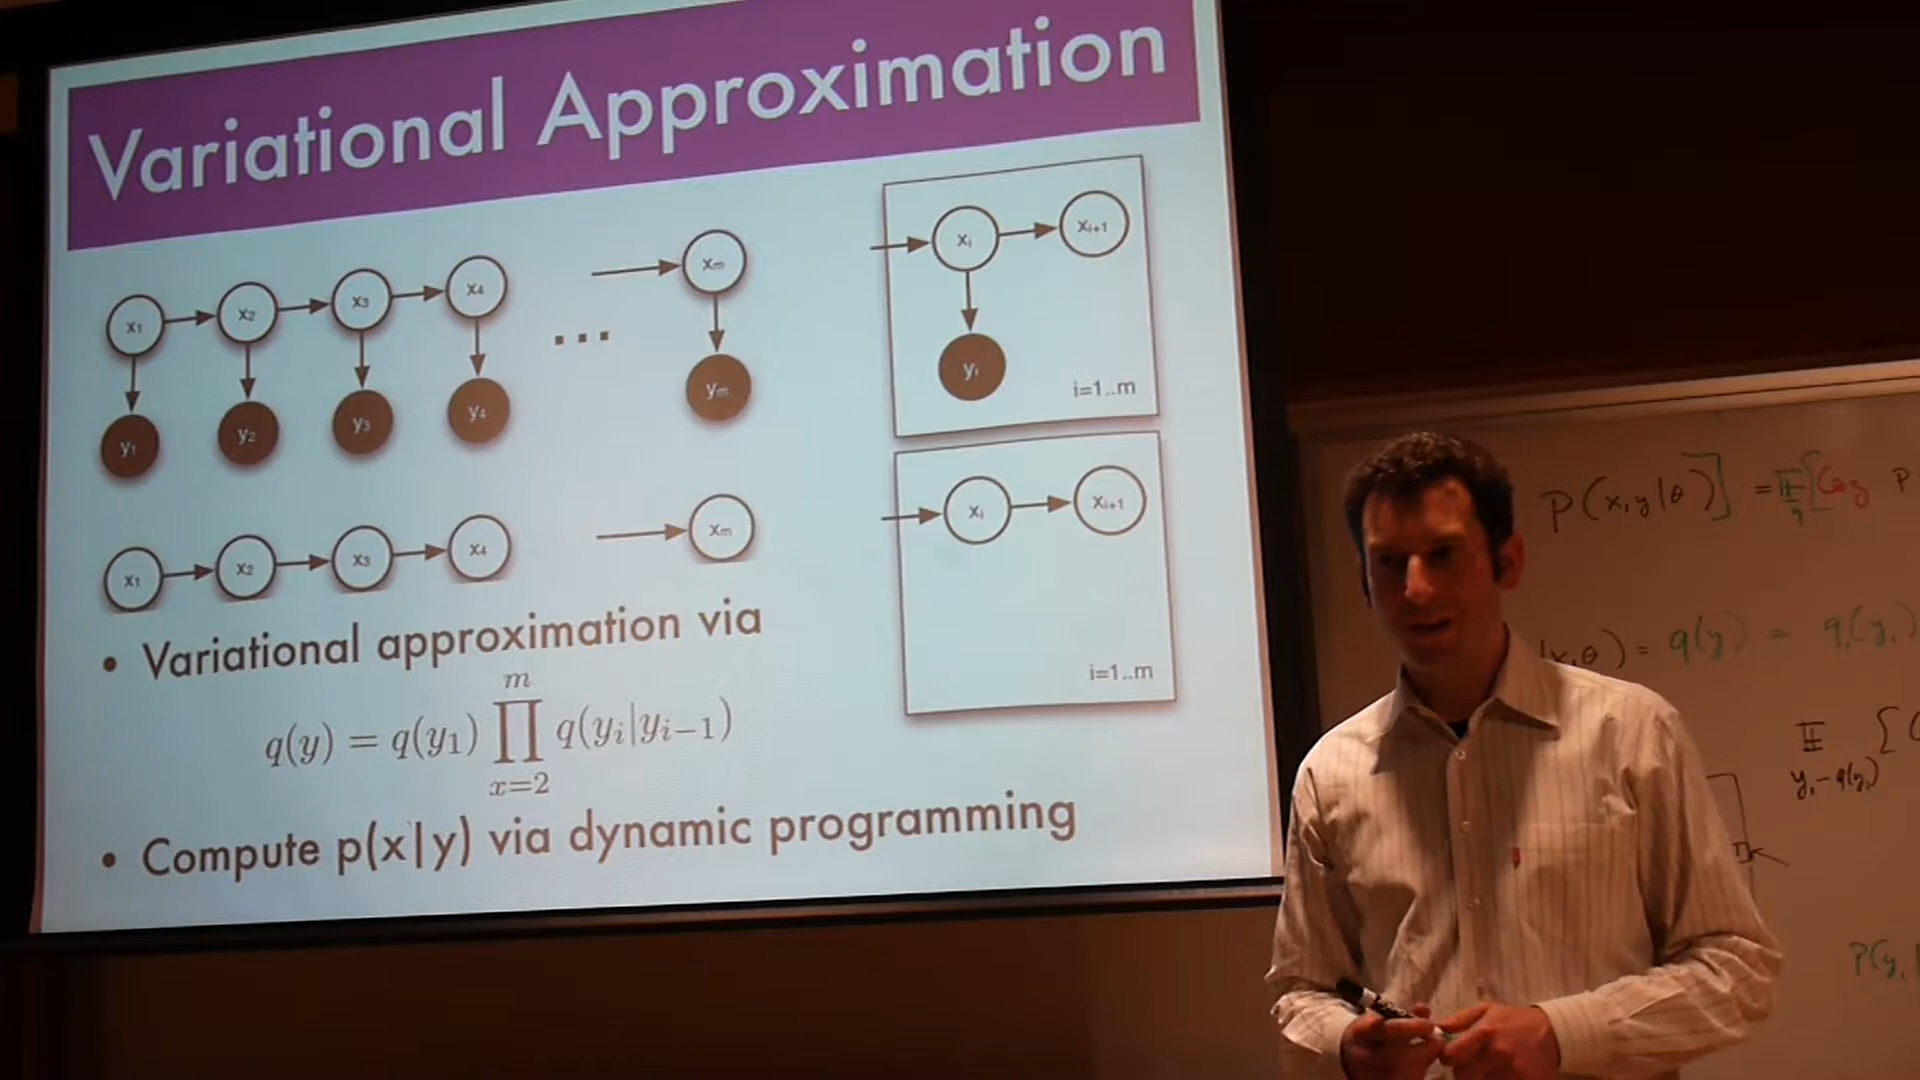 Variational Approximation
x1 x2 x3 x4 ... xm
y1 y2 y3 y4 ym
xi xi+1
yi
i=1..m
x1 x2 x3 x4 xm
xi xi+1
i=1..m
• Variational approximation via
q(y) = q(y1) ∏ m x=2 q(yi|yi−1)
• Compute p(x|y) via dynamic programming
P(x,y|θ)] = 𝔼 [log P
|x,θ) = q(y) = q1(y1)
𝔼 [
y1~q(y1)
P(y1|